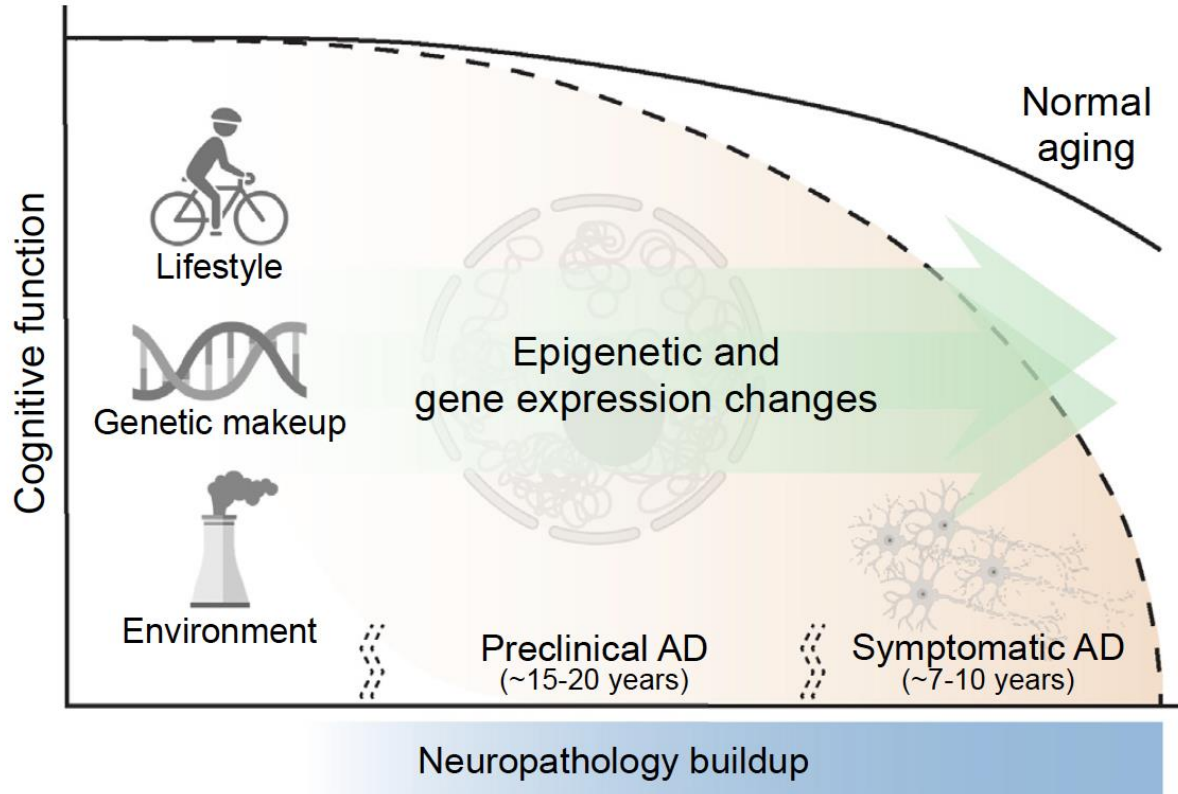 Cognitive function
Normal
aging
Lifestyle
Genetic makeup
Environment
Epigenetic and
gene expression changes
Preclinical AD
(~15-20 years)
Symptomatic AD
(~7-10 years)
Neuropathology buildup